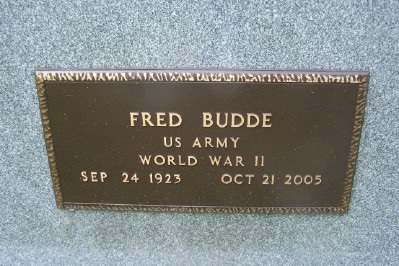 FRED BUDDE
US ARMY
WORLD WAR II
SEP 24 1923 OCT 21 2005